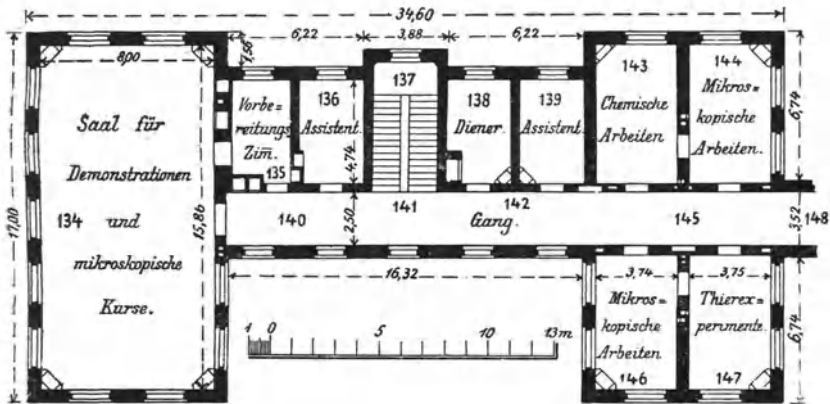 34,60
6,22
3,88
6,22
8,00
1,56
137
136
Assistent.
Vorbe=
reitungs
Zim̄.
135
4,74
138
Diener.
139
Assistent.
143
Chemische
Arbeiten
144
Mikros=
kopische
Arbeiten.
6,74
Saal für
Demonstrationen
134 und
mikroskopische
Kurse.
17,00
15,86
140
2,50
141
142
Gang.
145
3,52
148
16,32
1 0 5 10 13m
3,74
Mikros=
kopische
Arbeiten
146
3,75
Thierex=
perimente.
147
6,74